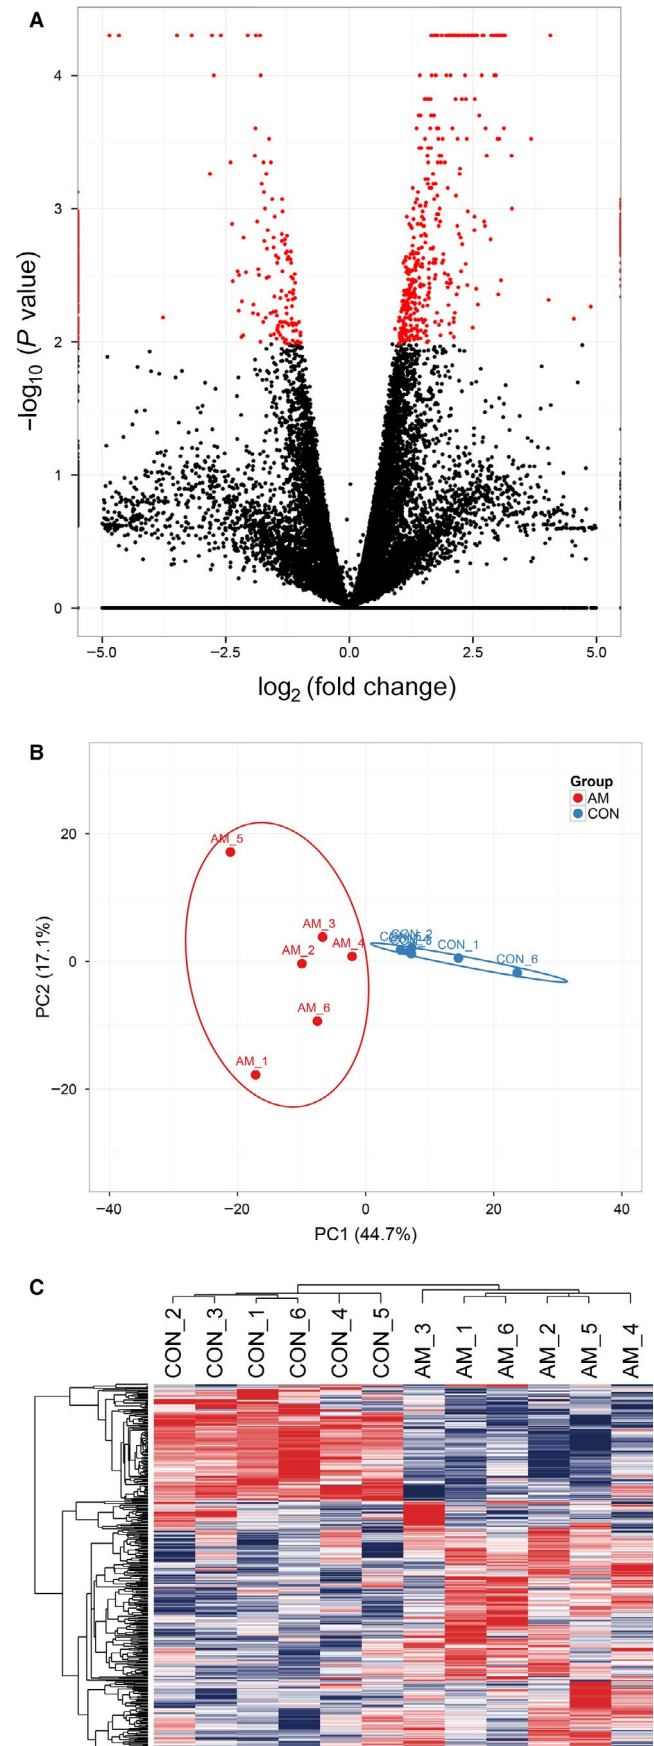 A
4
3
2
1
0
−log10 (P value)
−5.0 −2.5 0.0 2.5 5.0
log2 (fold change)
B
Group
AM
CON
20
0
−20
PC2 (17.1%)
AM_5
AM_3
AM_4
AM_2
AM_6
AM_1
CON_2
CON_1
CON_6
−40 −20 0 20 40
PC1 (44.7%)
C
CON_2
CON_3
CON_1
CON_6
CON_4
CON_5
AM_3
AM_1
AM_6
AM_2
AM_5
AM_4